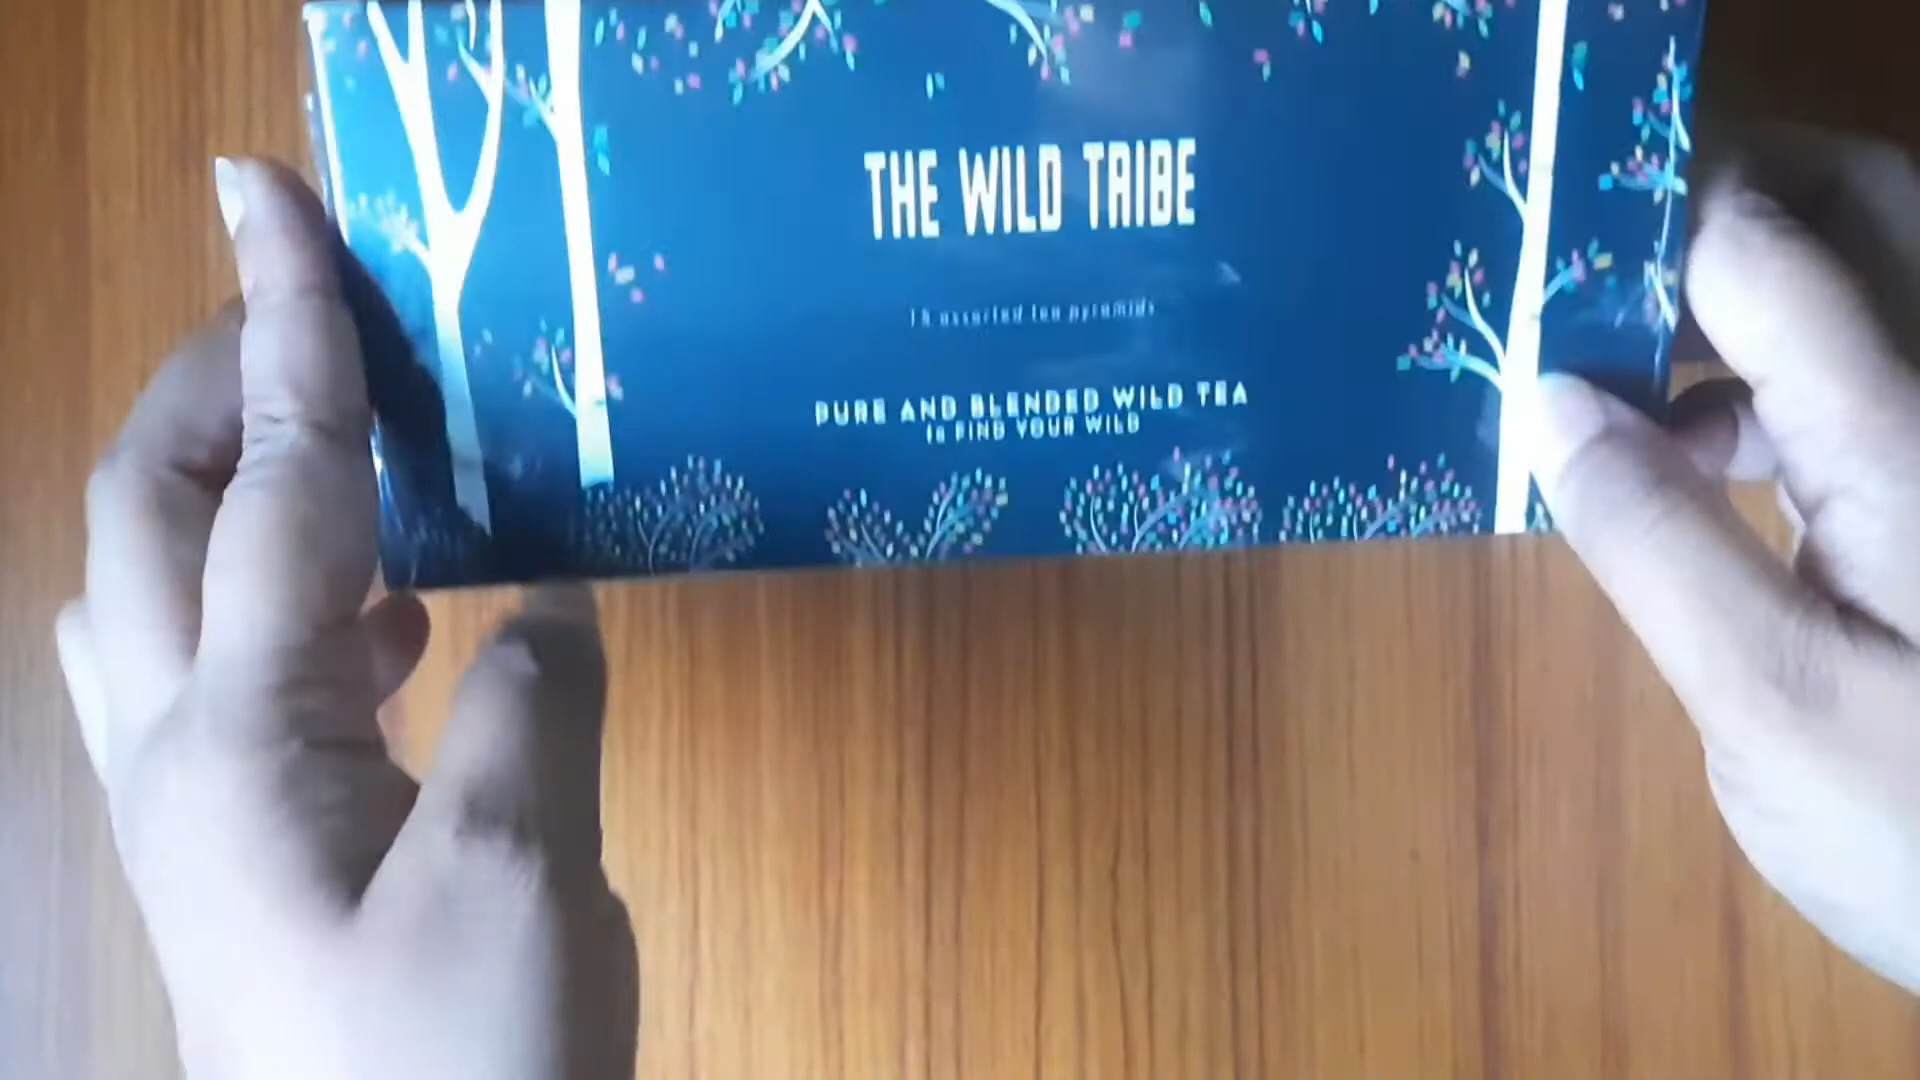 THE WILD TRIBE
15 assorted tea pyramids
PURE AND BLENDED WILD TEA
to FIND YOUR WILD